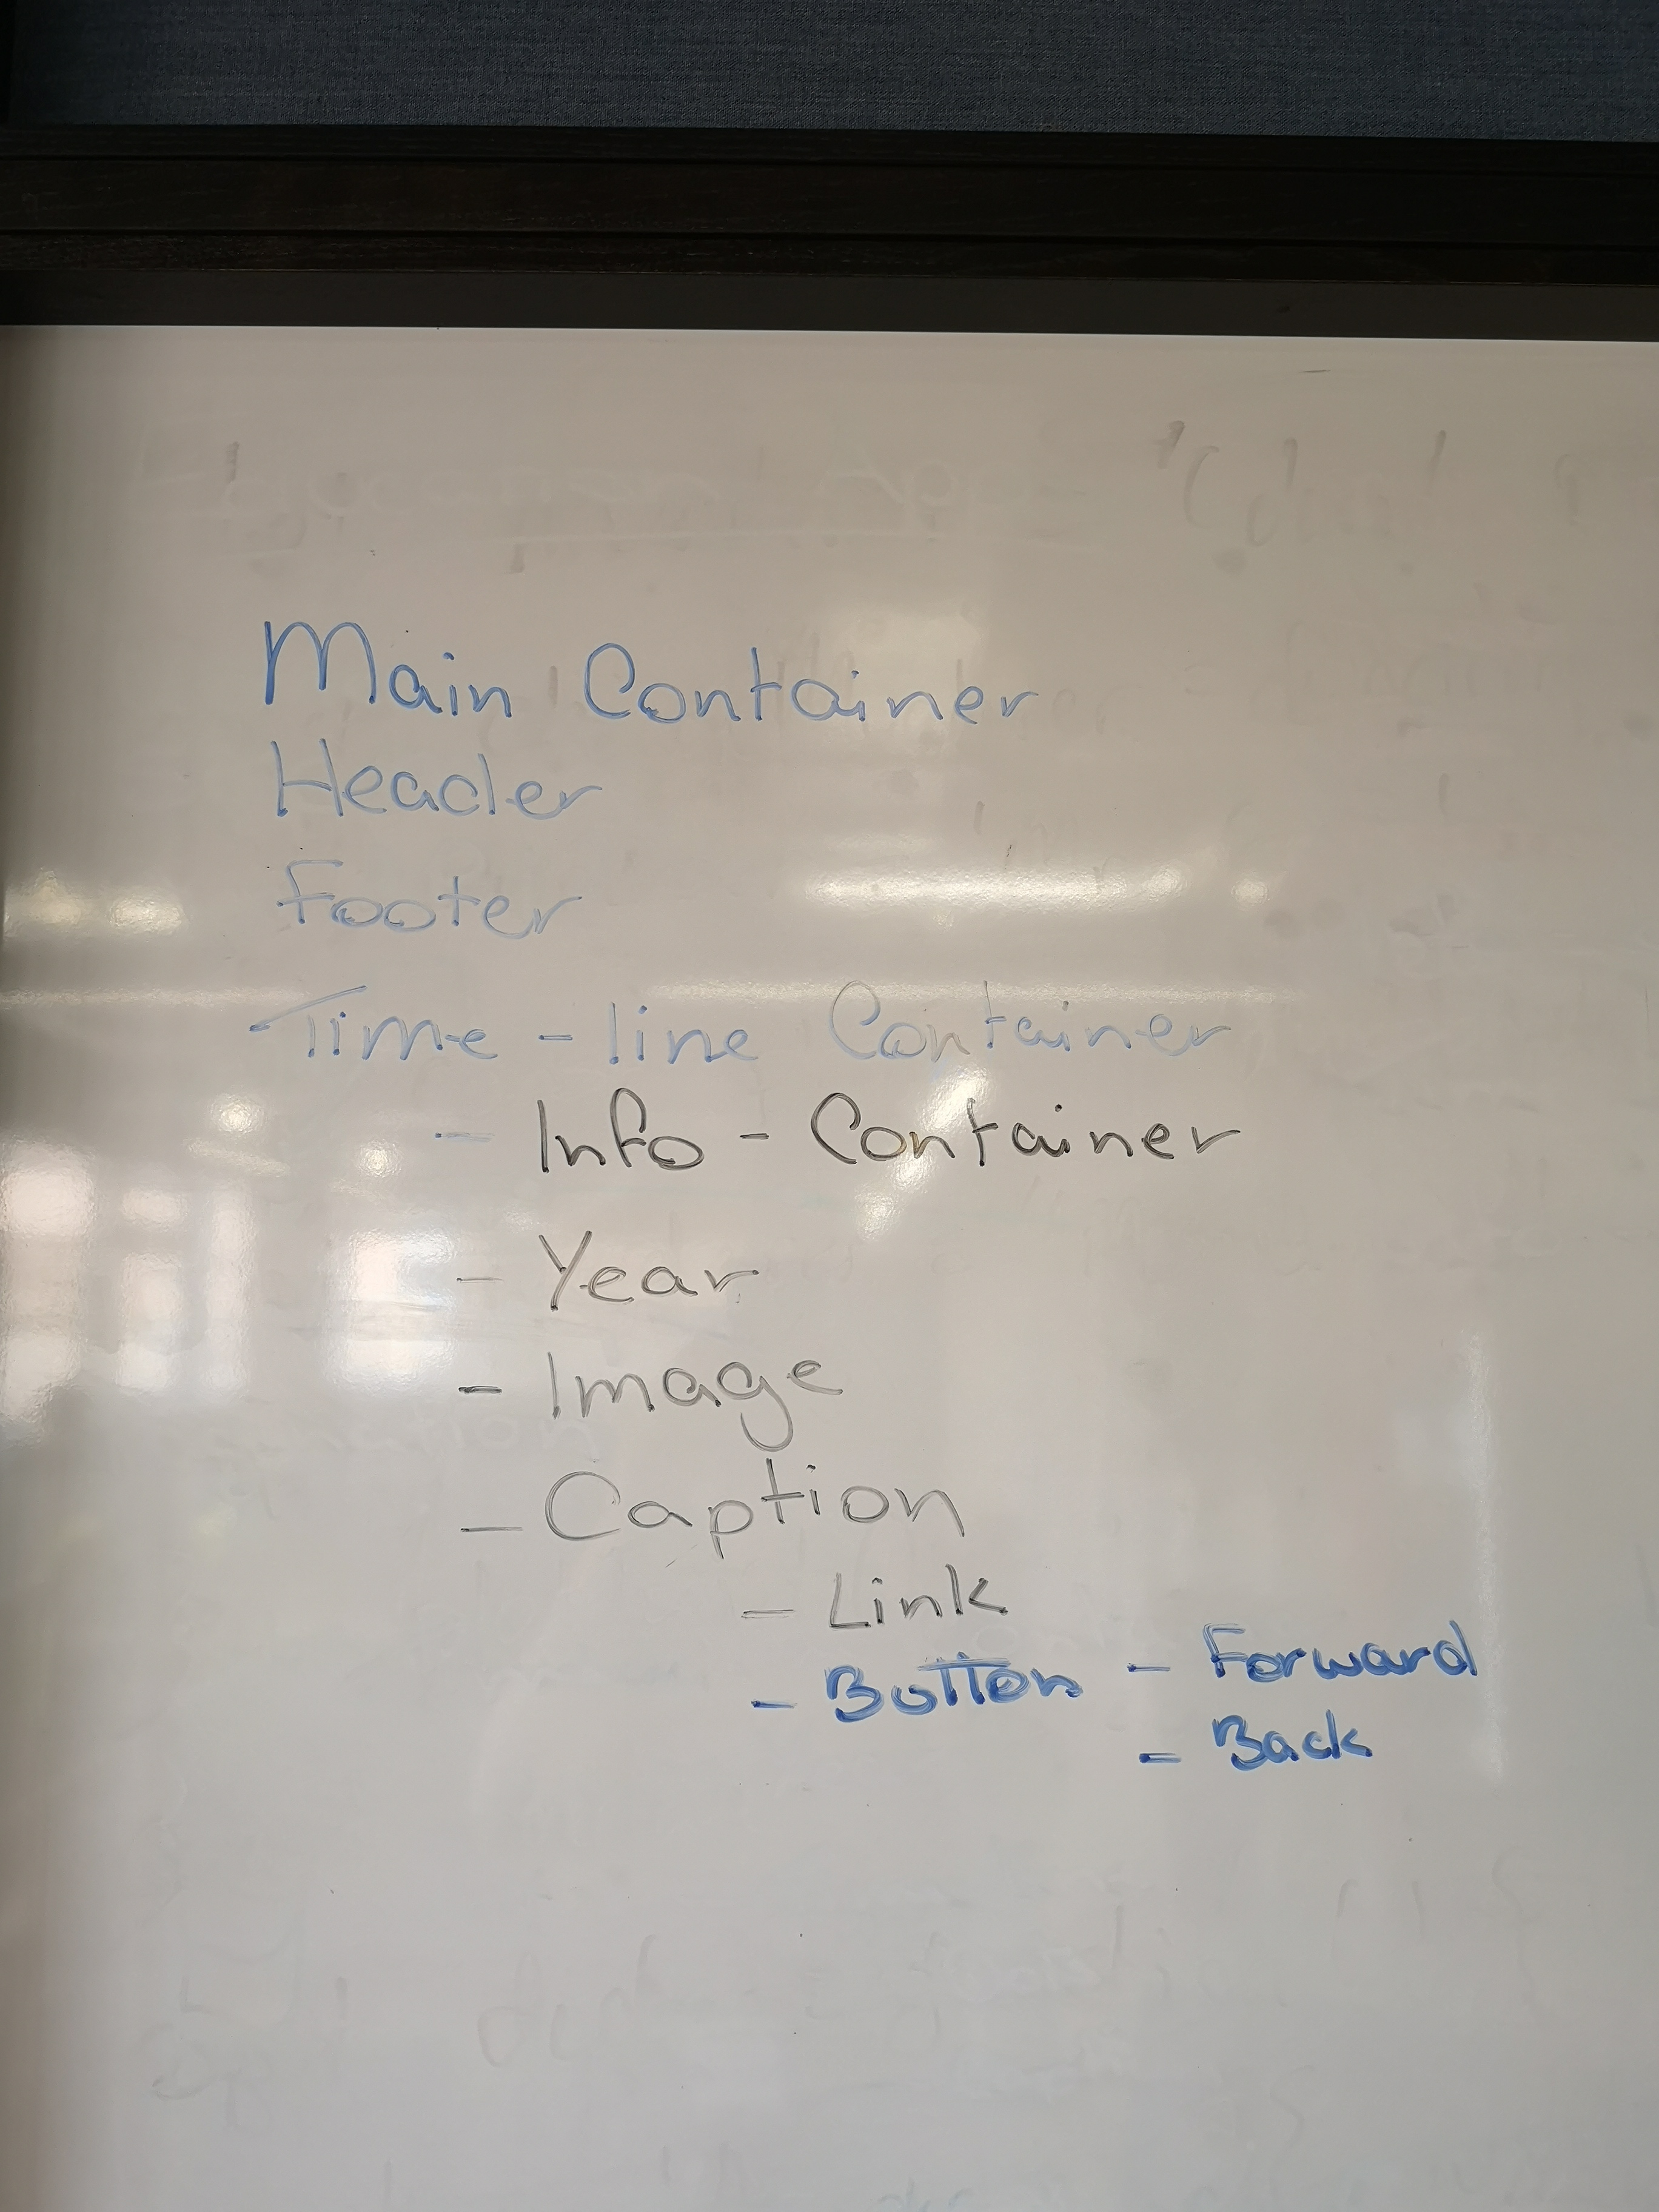 Main Container
Header
Footer
- Time - line Container
- Info - Container
- Year
- Image
- Caption
- Link
- Button - Forward
- Back